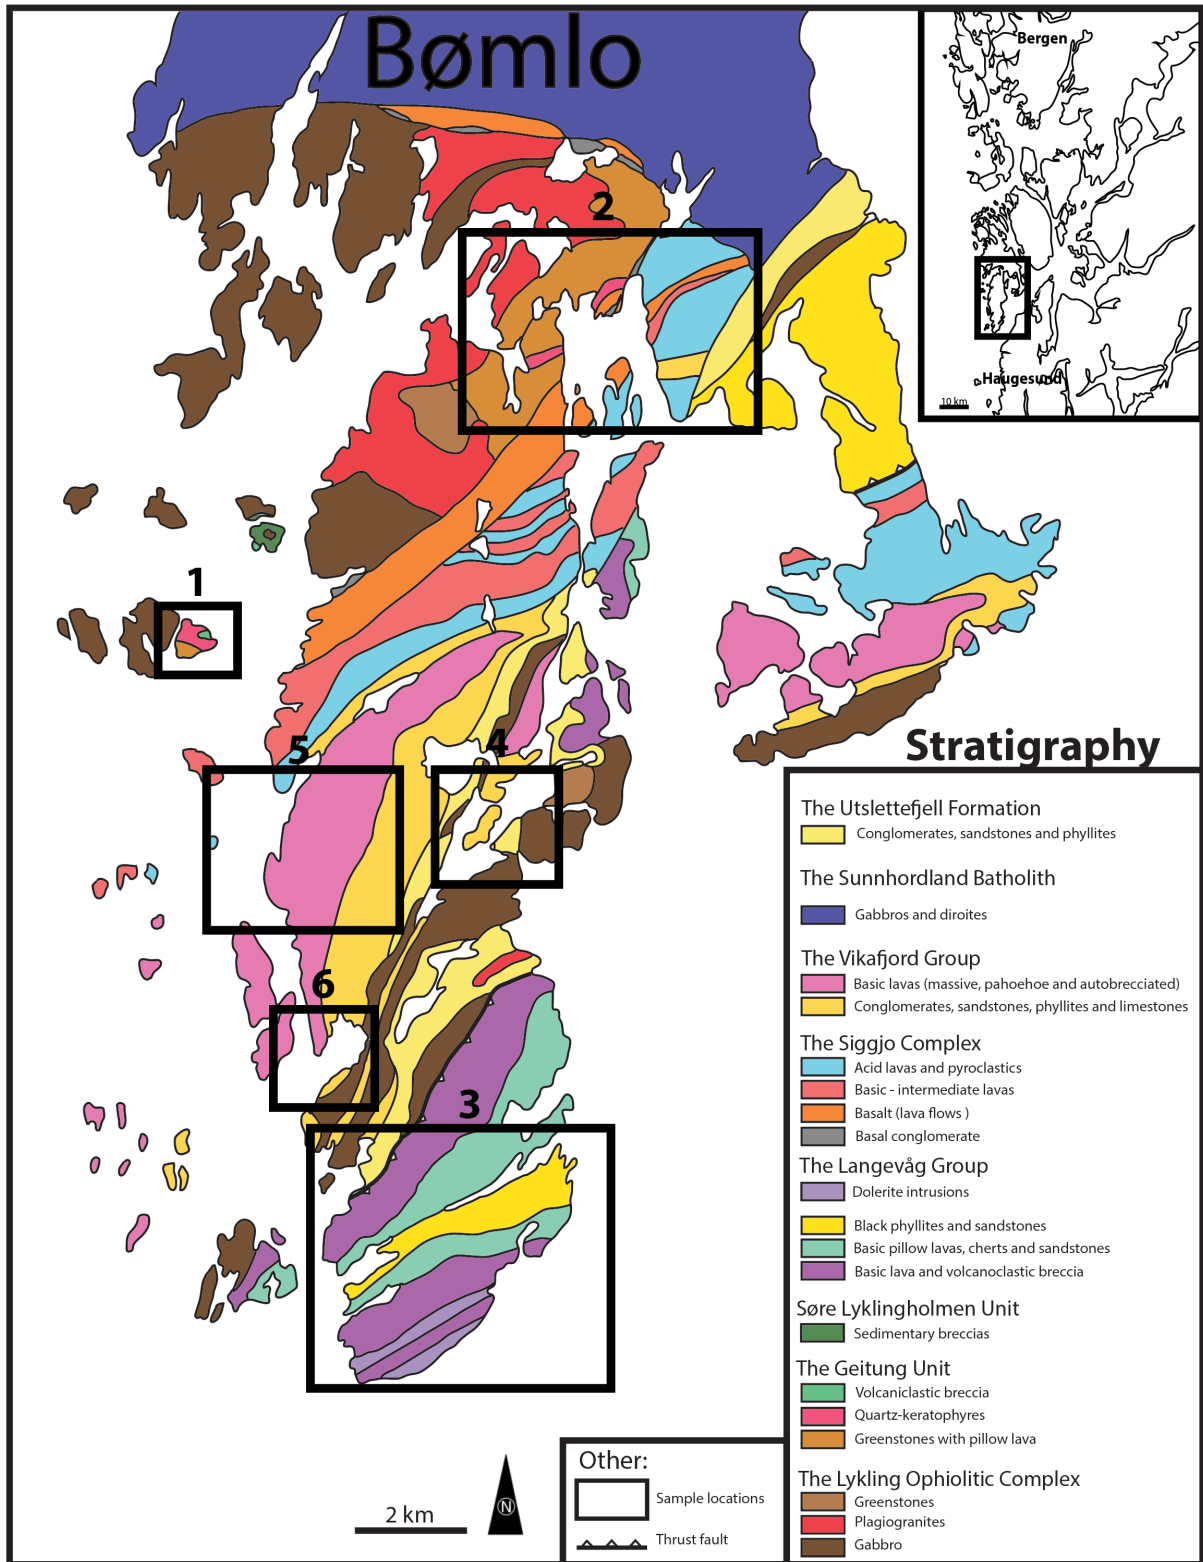 Bømlo
Bergen
Haugesund
10 km
2
1
5
4
6
3
Stratigraphy
The Utslettefjell Formation
Conglomerates, sandstones and phyllites
The Sunnhordland Batholith
Gabbros and diroites
The Vikafjord Group
Basic lavas (massive, pahoehoe and autobrecciated)
Conglomerates, sandstones, phyllites and limestones
The Siggjo Complex
Acid lavas and pyroclastics
Basic - intermediate lavas
Basalt (lava flows )
Basal conglomerate
The Langevåg Group
Dolerite intrusions
Black phyllites and sandstones
Basic pillow lavas, cherts and sandstones
Basic lava and volcanoclastic breccia
Søre Lyklingholmen Unit
Sedimentary breccias
The Geitung Unit
Volcaniclastic breccia
Quartz-keratophyres
Greenstones with pillow lava
The Lykling Ophiolitic Complex
Greenstones
Plagiogranites
Gabbro
Other:
Sample locations
Thrust fault
2 km
N